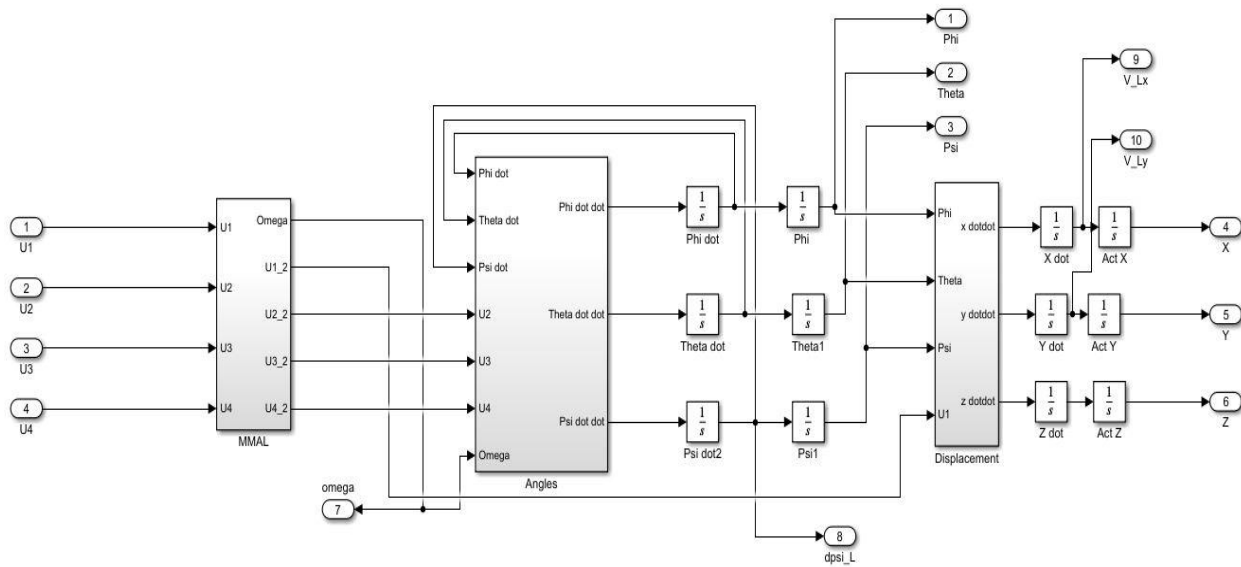 1
Phi
2
Theta
3
Psi
9
V_Lx
10
V_Ly
1
U1
2
U2
3
U3
4
U4
U1
U2
U3
U4
Omega
U1_2
U2_2
U3_2
U4_2
MMAL
Phi dot
Theta dot
Psi dot
U2
U3
U4
Omega
Phi dot dot
Theta dot dot
Psi dot dot
Angles
1
s
Phi dot
1
s
Phi
1
s
Theta dot
1
s
Theta1
1
s
Psi dot2
1
s
Psi1
Phi
Theta
Psi
U1
x dotdot
y dotdot
z dotdot
Displacement
1
s
X dot
1
s
Act X
4
X
1
s
Y dot
1
s
Act Y
5
Y
1
s
Z dot
1
s
Act Z
6
Z
omega
7
8
dpsi_L